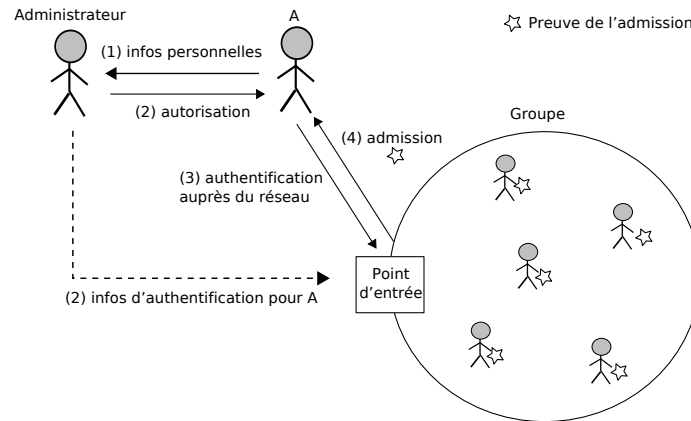 Administrateur
A
Preuve de l’admission
(1) infos personnelles
(2) autorisation
Groupe
(4) admission
(3) authentification
auprès du réseau
Point
d’entrée
(2) infos d’authentification pour A